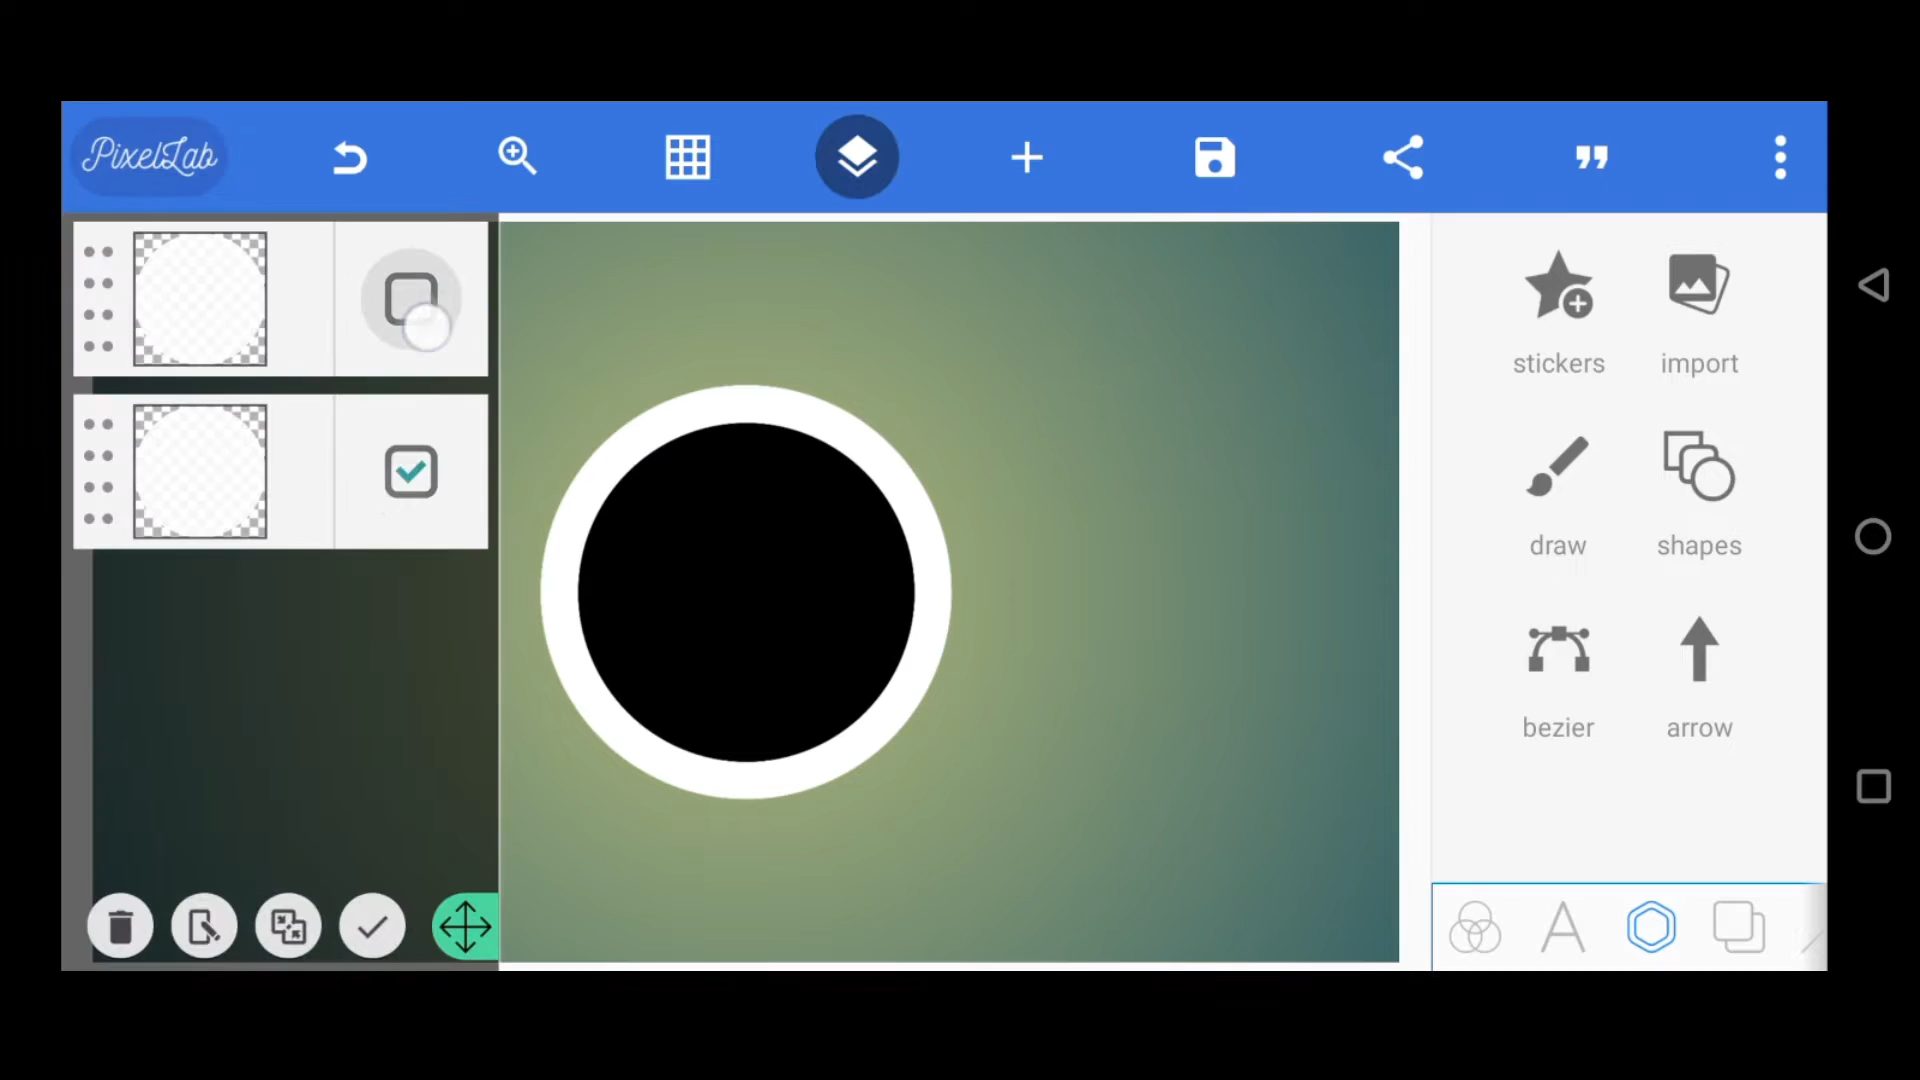 PixelLab
stickers
import
draw
shapes
bezier
arrow